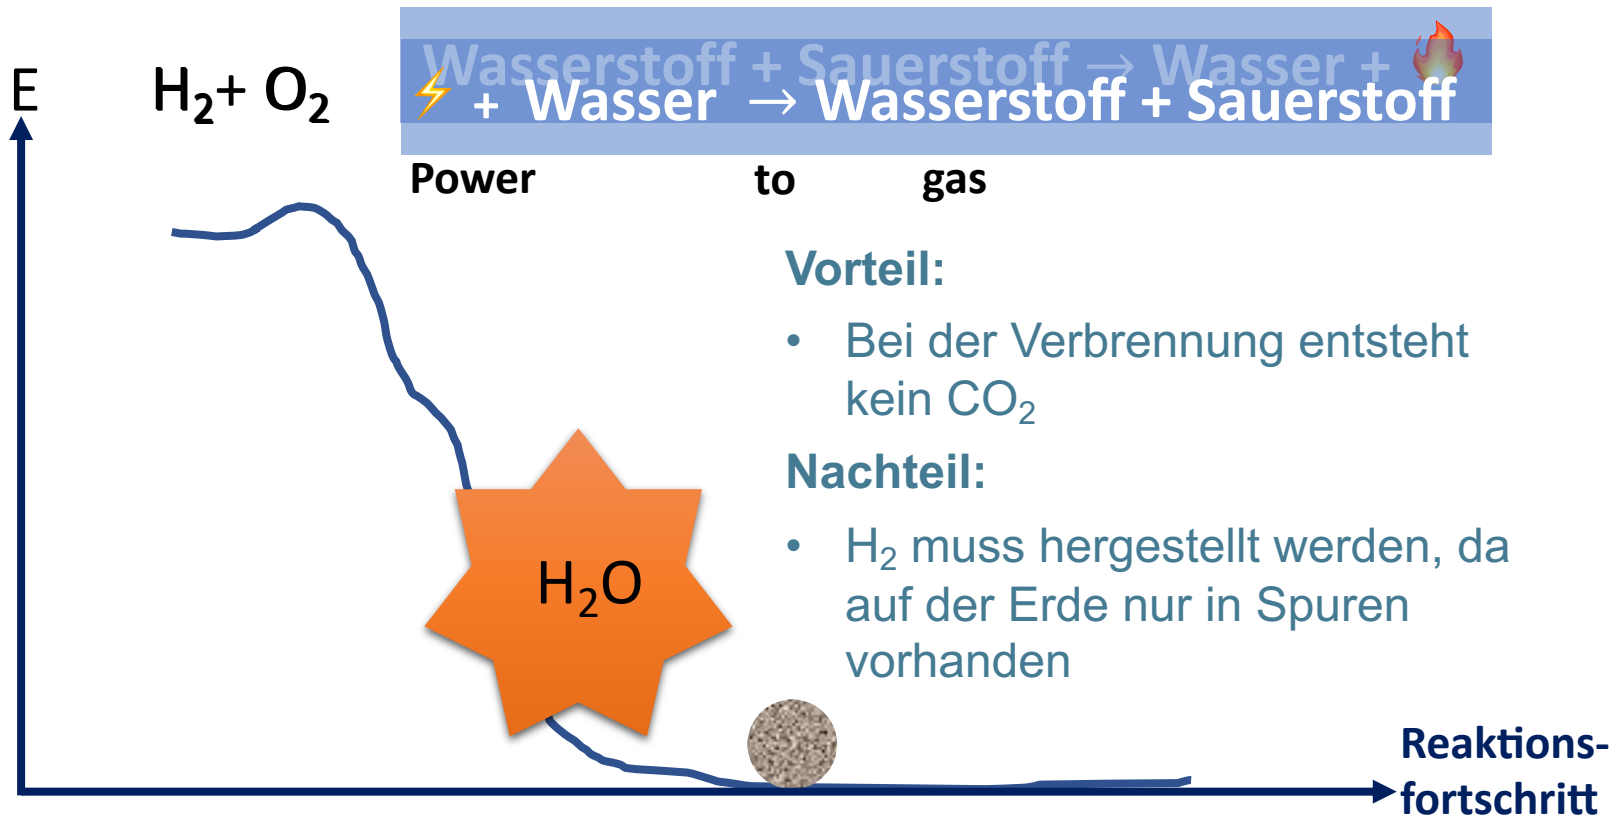 E
H₂+ O₂
Wasserstoff + Sauerstoff → Wasser + 🔥
⚡ + Wasser → Wasserstoff + Sauerstoff
Power to gas
Vorteil:
• Bei der Verbrennung entsteht
kein CO₂
Nachteil:
• H₂ muss hergestellt werden, da
auf der Erde nur in Spuren
vorhanden
H₂O
Reaktions-
fortschritt